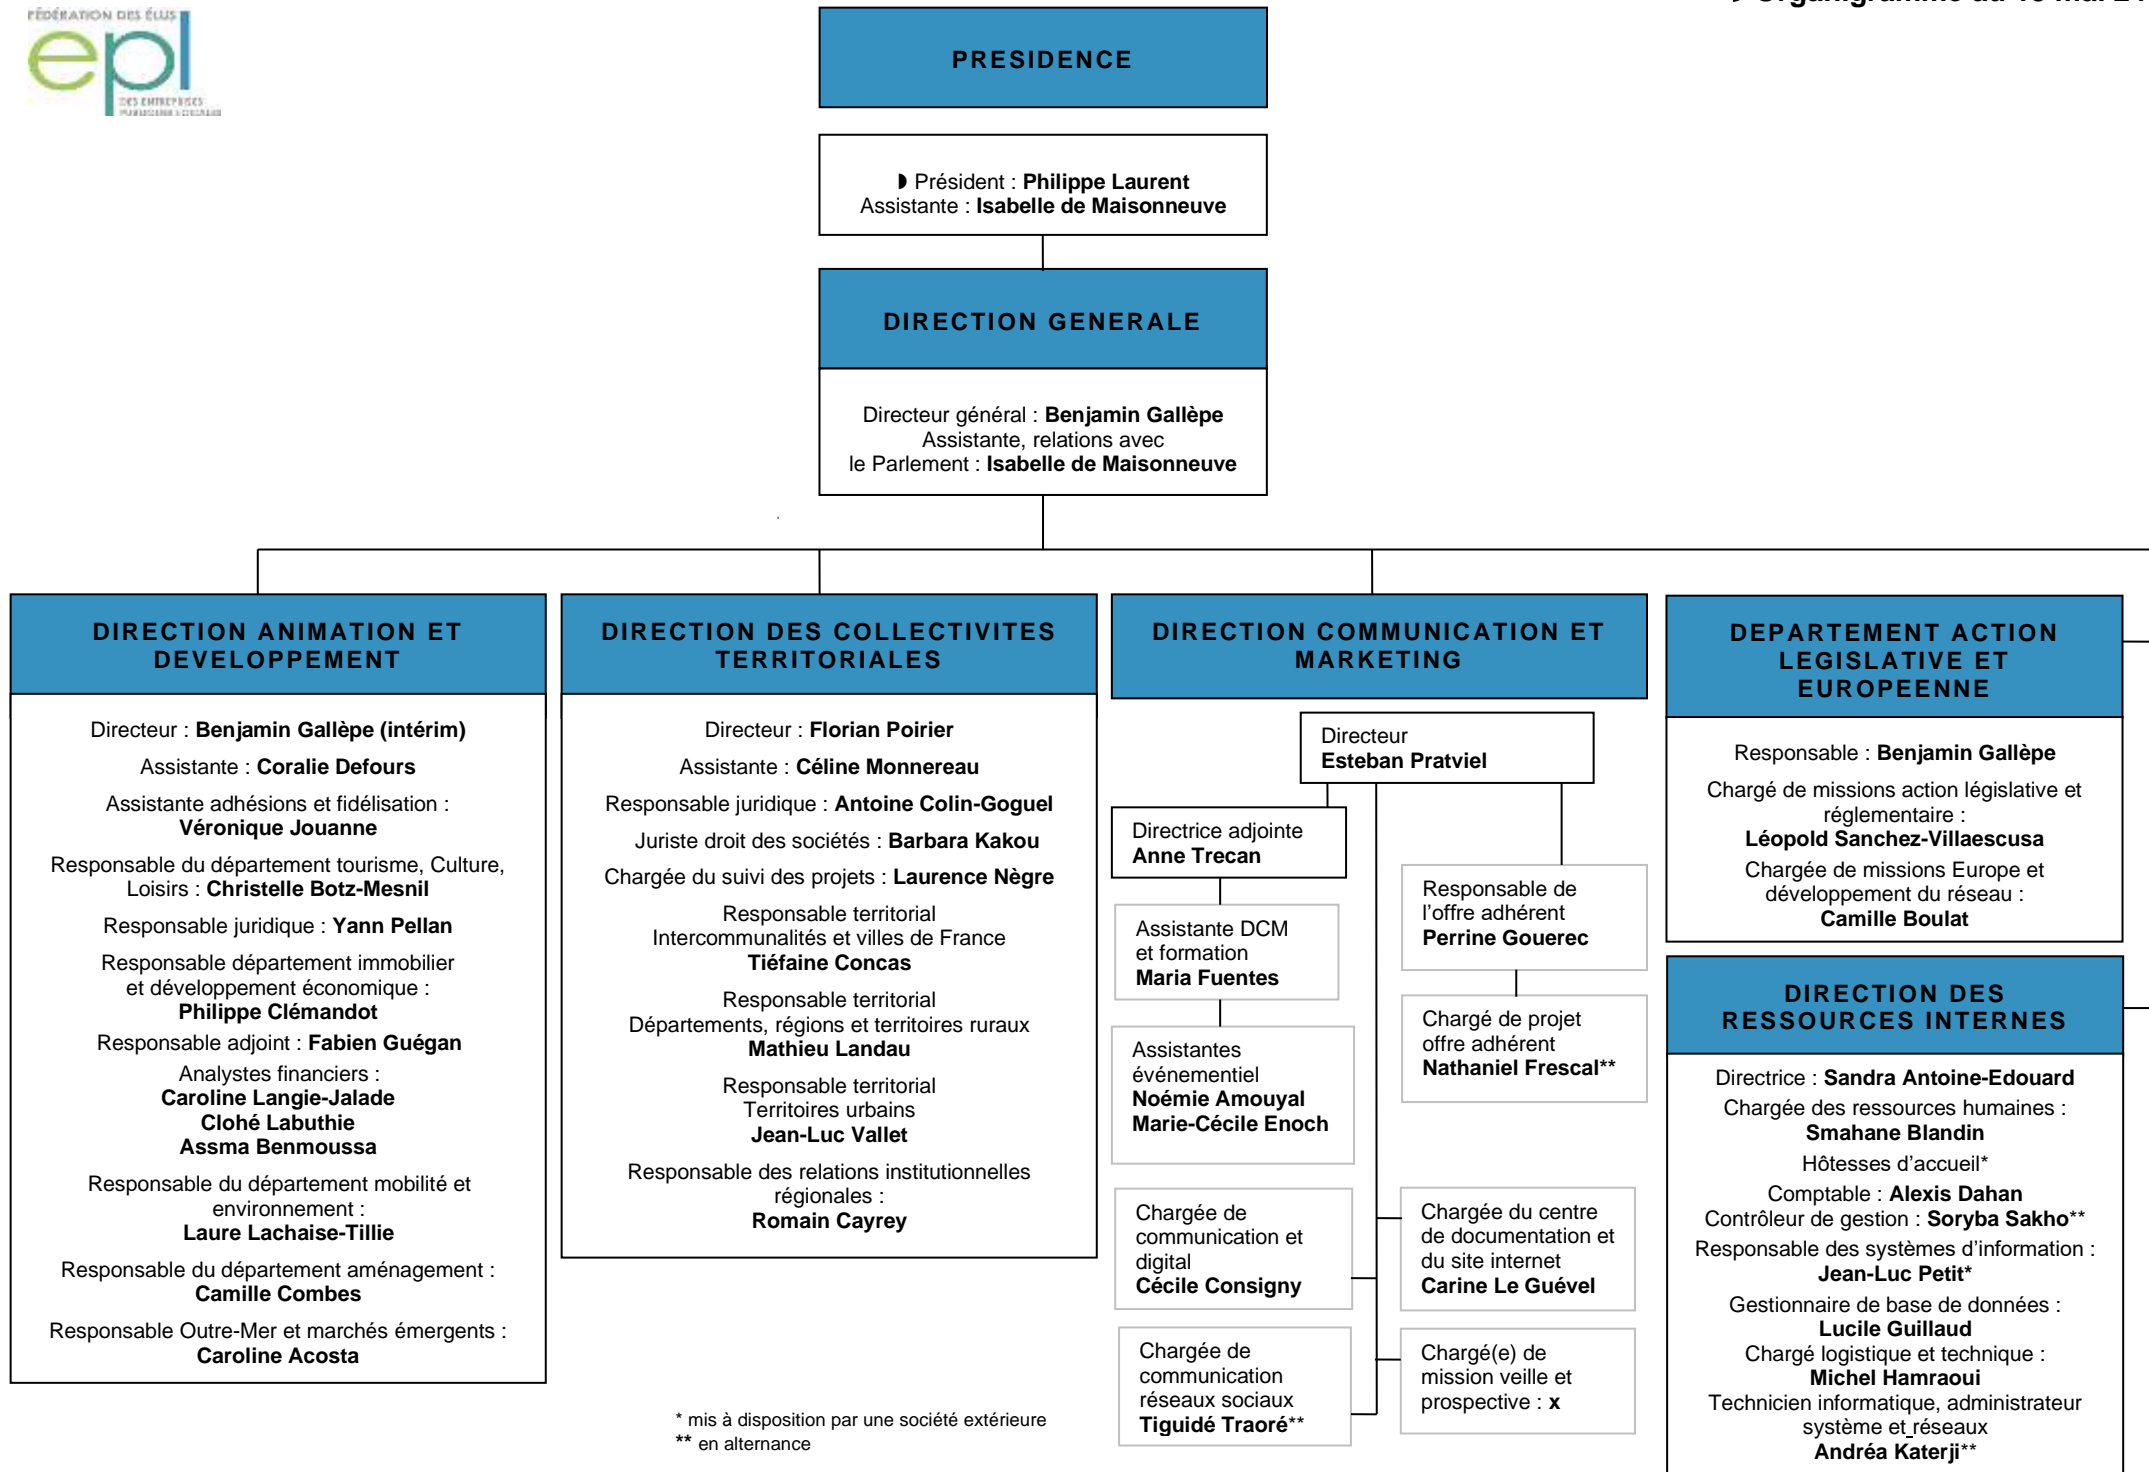 FÉDÉRATION DES ÉLUS
epl
DES ENTREPRISES
PUBLIQUES LOCALES
PRESIDENCE
◗ Président : Philippe Laurent
Assistante : Isabelle de Maisonneuve
DIRECTION GENERALE
Directeur général : Benjamin Gallèpe
Assistante, relations avec
le Parlement : Isabelle de Maisonneuve
DIRECTION ANIMATION ET
DEVELOPPEMENT
Directeur : Benjamin Gallèpe (intérim)
Assistante : Coralie Defours
Assistante adhésions et fidélisation :
Véronique Jouanne
Responsable du département tourisme, Culture,
Loisirs : Christelle Botz-Mesnil
Responsable juridique : Yann Pellan
Responsable département immobilier
et développement économique :
Philippe Clémandot
Responsable adjoint : Fabien Guégan
Analystes financiers :
Caroline Langie-Jalade
Clohé Labuthie
Assma Benmoussa
Responsable du département mobilité et
environnement :
Laure Lachaise-Tillie
Responsable du département aménagement :
Camille Combes
Responsable Outre-Mer et marchés émergents :
Caroline Acosta
DIRECTION DES COLLECTIVITES
TERRITORIALES
Directeur : Florian Poirier
Assistante : Céline Monnereau
Responsable juridique : Antoine Colin-Goguel
Juriste droit des sociétés : Barbara Kakou
Chargée du suivi des projets : Laurence Nègre
Responsable territorial
Intercommunalités et villes de France
Tiéfaine Concas
Responsable territorial
Départements, régions et territoires ruraux
Mathieu Landau
Responsable territorial
Territoires urbains
Jean-Luc Vallet
Responsable des relations institutionnelles
régionales :
Romain Cayrey
DIRECTION COMMUNICATION ET
MARKETING
Directeur
Esteban Pratviel
Directrice adjointe
Anne Trecan
Assistante DCM
et formation
Maria Fuentes
Assistantes
événementiel
Noémie Amouyal
Marie-Cécile Enoch
Responsable de
l'offre adhérent
Perrine Gouerec
Chargé de projet
offre adhérent
Nathaniel Frescal**
Chargée de
communication et
digital
Cécile Consigny
Chargée du centre
de documentation et
du site internet
Carine Le Guével
Chargée de
communication
réseaux sociaux
Tiguidé Traoré**
Chargé(e) de
mission veille et
prospective : x
DEPARTEMENT ACTION
LEGISLATIVE ET
EUROPEENNE
Responsable : Benjamin Gallèpe
Chargé de missions action législative et
réglementaire :
Léopold Sanchez-Villaescusa
Chargée de missions Europe et
développement du réseau :
Camille Boulat
DIRECTION DES
RESSOURCES INTERNES
Directrice : Sandra Antoine-Edouard
Chargée des ressources humaines :
Smahane Blandin
Hôtesses d'accueil*
Comptable : Alexis Dahan
Contrôleur de gestion : Soryba Sakho**
Responsable des systèmes d'information :
Jean-Luc Petit*
Gestionnaire de base de données :
Lucile Guillaud
Chargé logistique et technique :
Michel Hamraoui
Technicien informatique, administrateur
système et réseaux
Andréa Katerji**
* mis à disposition par une société extérieure
** en alternance